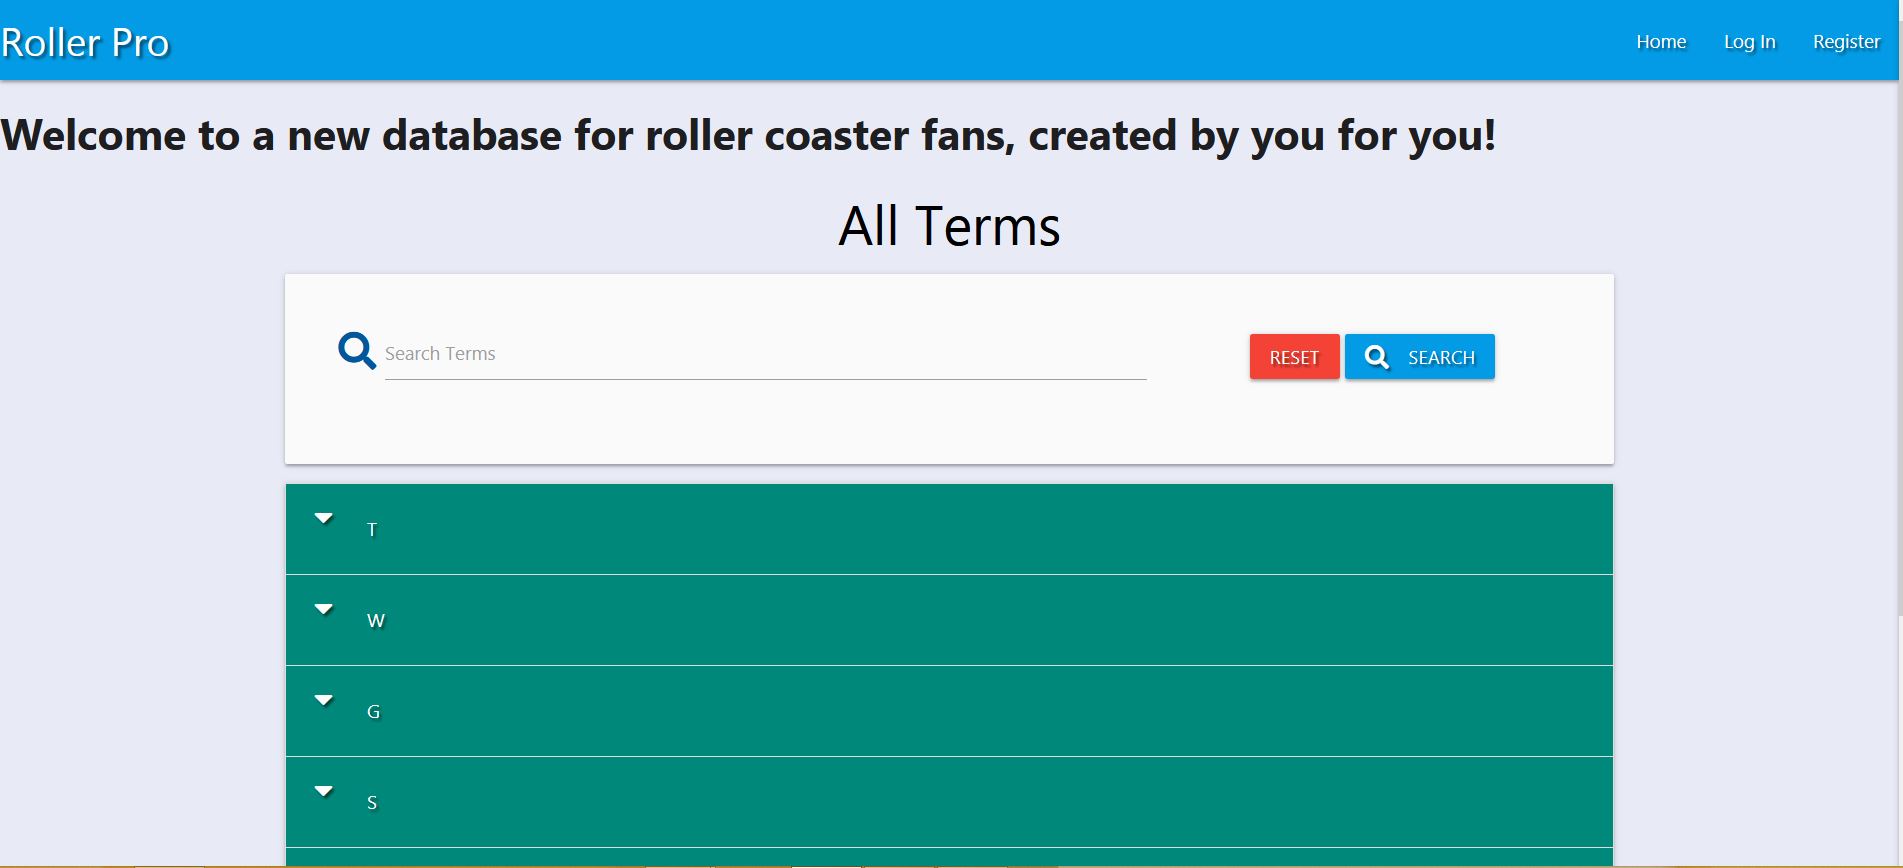 Roller Pro
Home
Log In
Register
Welcome to a new database for roller coaster fans, created by you for you!
All Terms
Search Terms
RESET
SEARCH
T
W
G
S